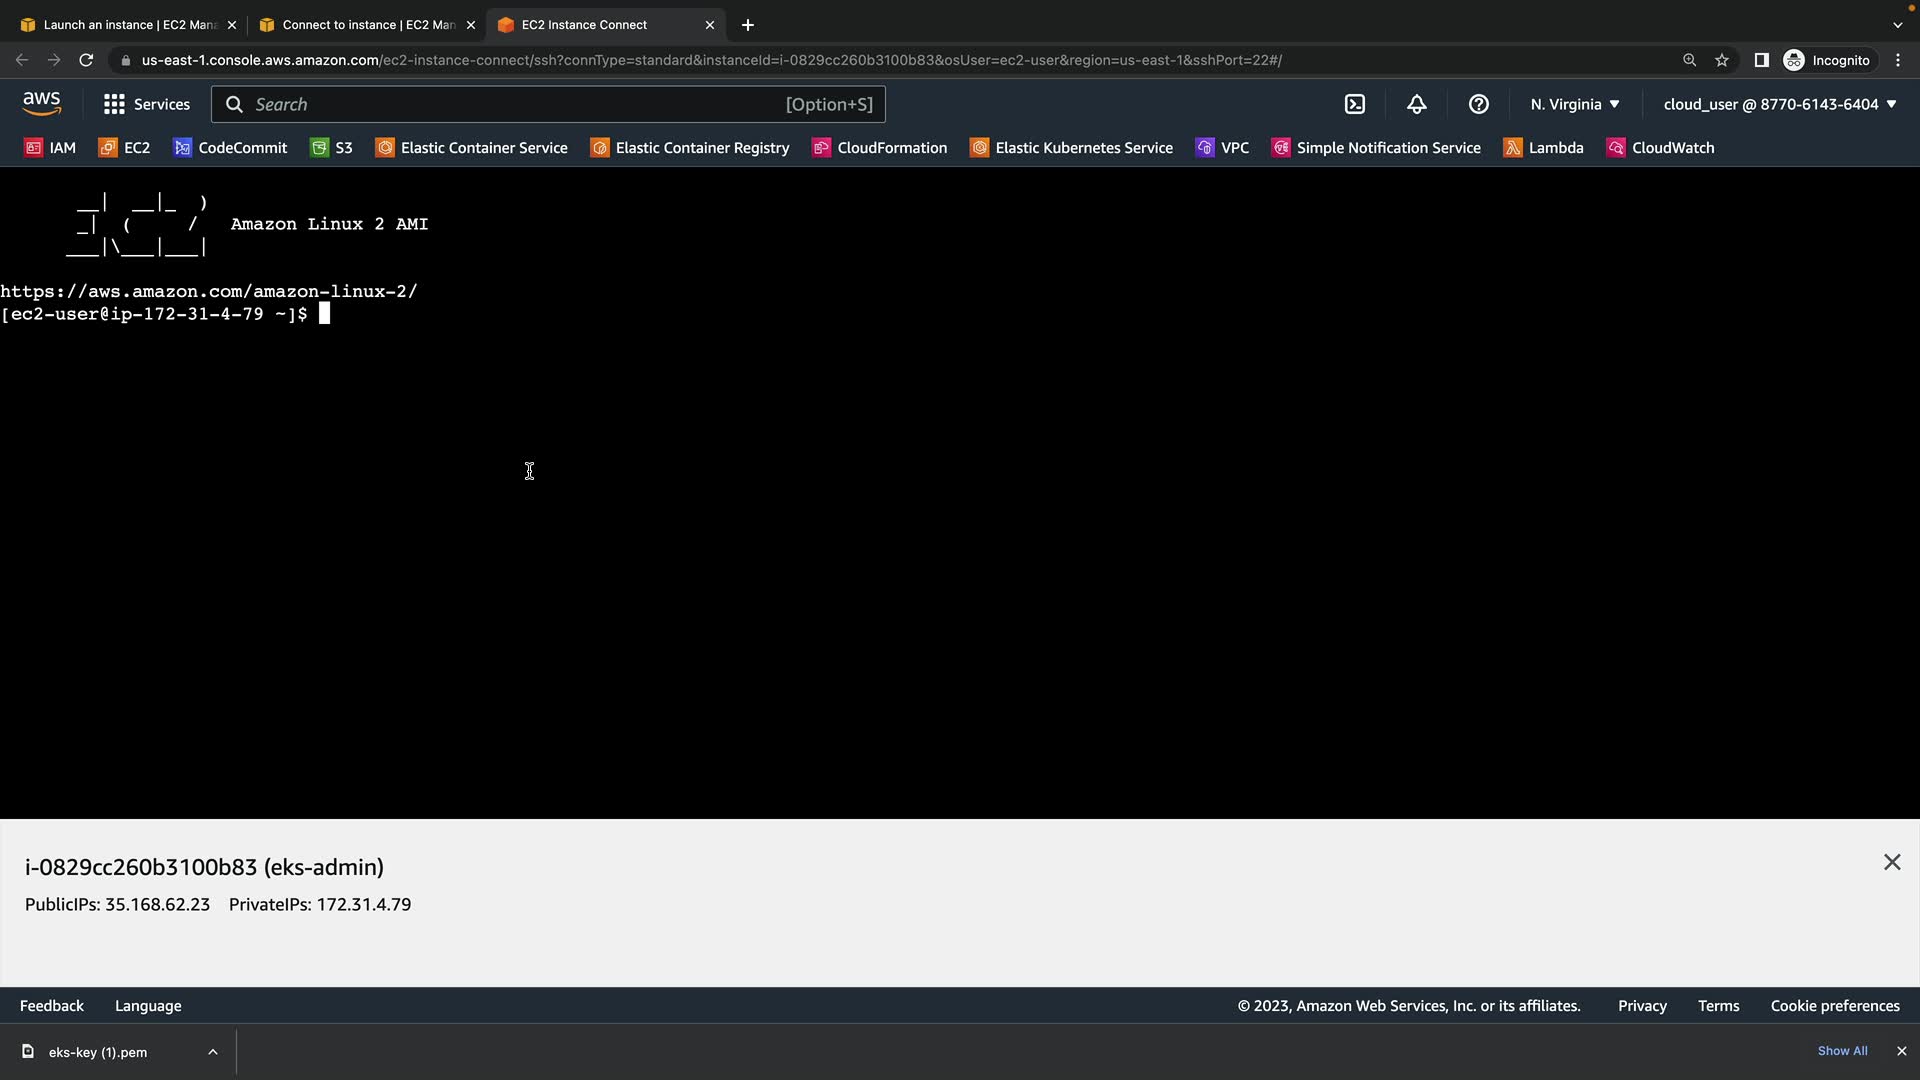 Launch an instance | EC2 Mana
Connect to instance | EC2 Man
EC2 Instance Connect
us-east-1.console.aws.amazon.com/ec2-instance-connect/ssh?connType=standard&instanceId=i-0829cc260b3100b83&osUser=ec2-user&region=us-east-1&sshPort=22#/
Incognito
aws
Services
Search
[Option+S]
N. Virginia
cloud_user @ 8770-6143-6404
IAM
EC2
CodeCommit
S3
Elastic Container Service
Elastic Container Registry
CloudFormation
Elastic Kubernetes Service
VPC
Simple Notification Service
Lambda
CloudWatch
       __|  __|_  )
       _|  (     /   Amazon Linux 2 AMI
      ___|\___|___|
https://aws.amazon.com/amazon-linux-2/
[ec2-user@ip-172-31-4-79 ~]$
i-0829cc260b3100b83 (eks-admin)
PublicIPs: 35.168.62.23 PrivateIPs: 172.31.4.79
Feedback
Language
© 2023, Amazon Web Services, Inc. or its affiliates.
Privacy
Terms
Cookie preferences
eks-key (1).pem
Show All